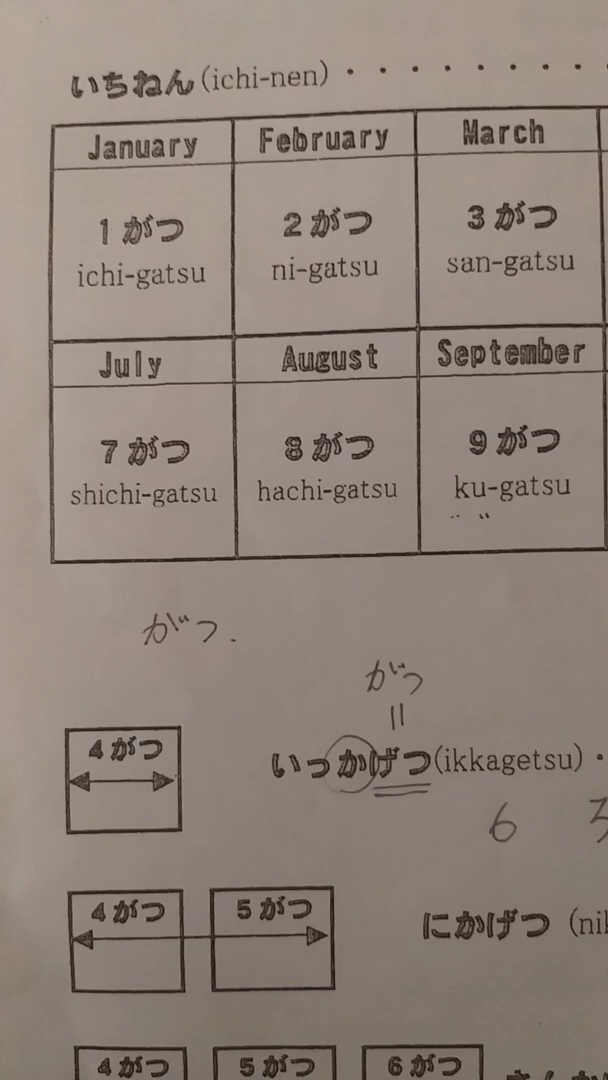 いちねん(ichi-nen)・・・・・・・・・
January February March
1がつ 2がつ 3がつ
ichi-gatsu ni-gatsu san-gatsu
July August September
7がつ 8がつ 9がつ
shichi-gatsu hachi-gatsu ku-gatsu
がつ.
がつ
=
4がつ いっかげつ(ikkagetsu)・
6 3
4がつ 5がつ にかげつ(ni
4がつ 5がつ 6がつ